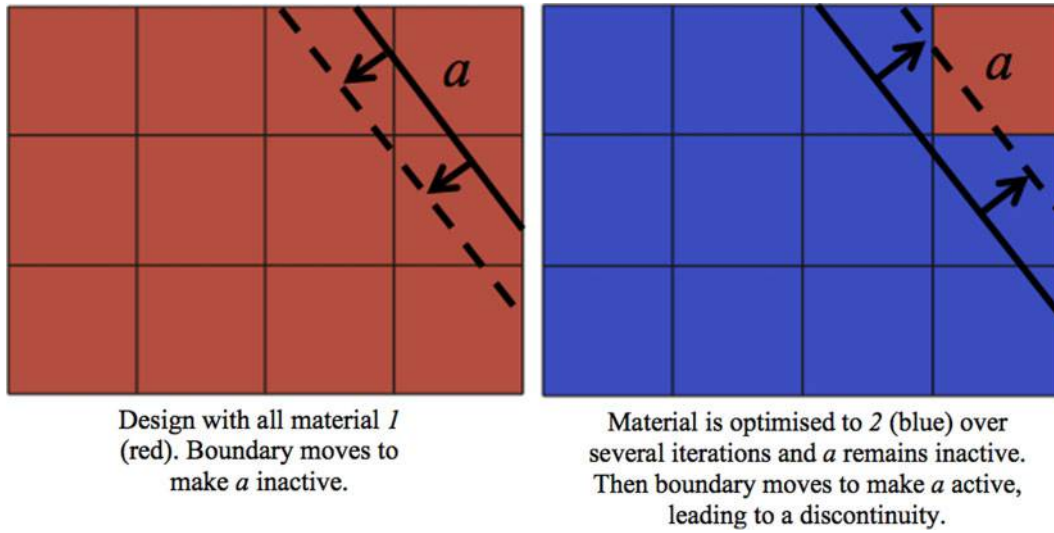 a
a
Design with all material 1
(red). Boundary moves to
make a inactive.
Material is optimised to 2 (blue) over
several iterations and a remains inactive.
Then boundary moves to make a active,
leading to a discontinuity.